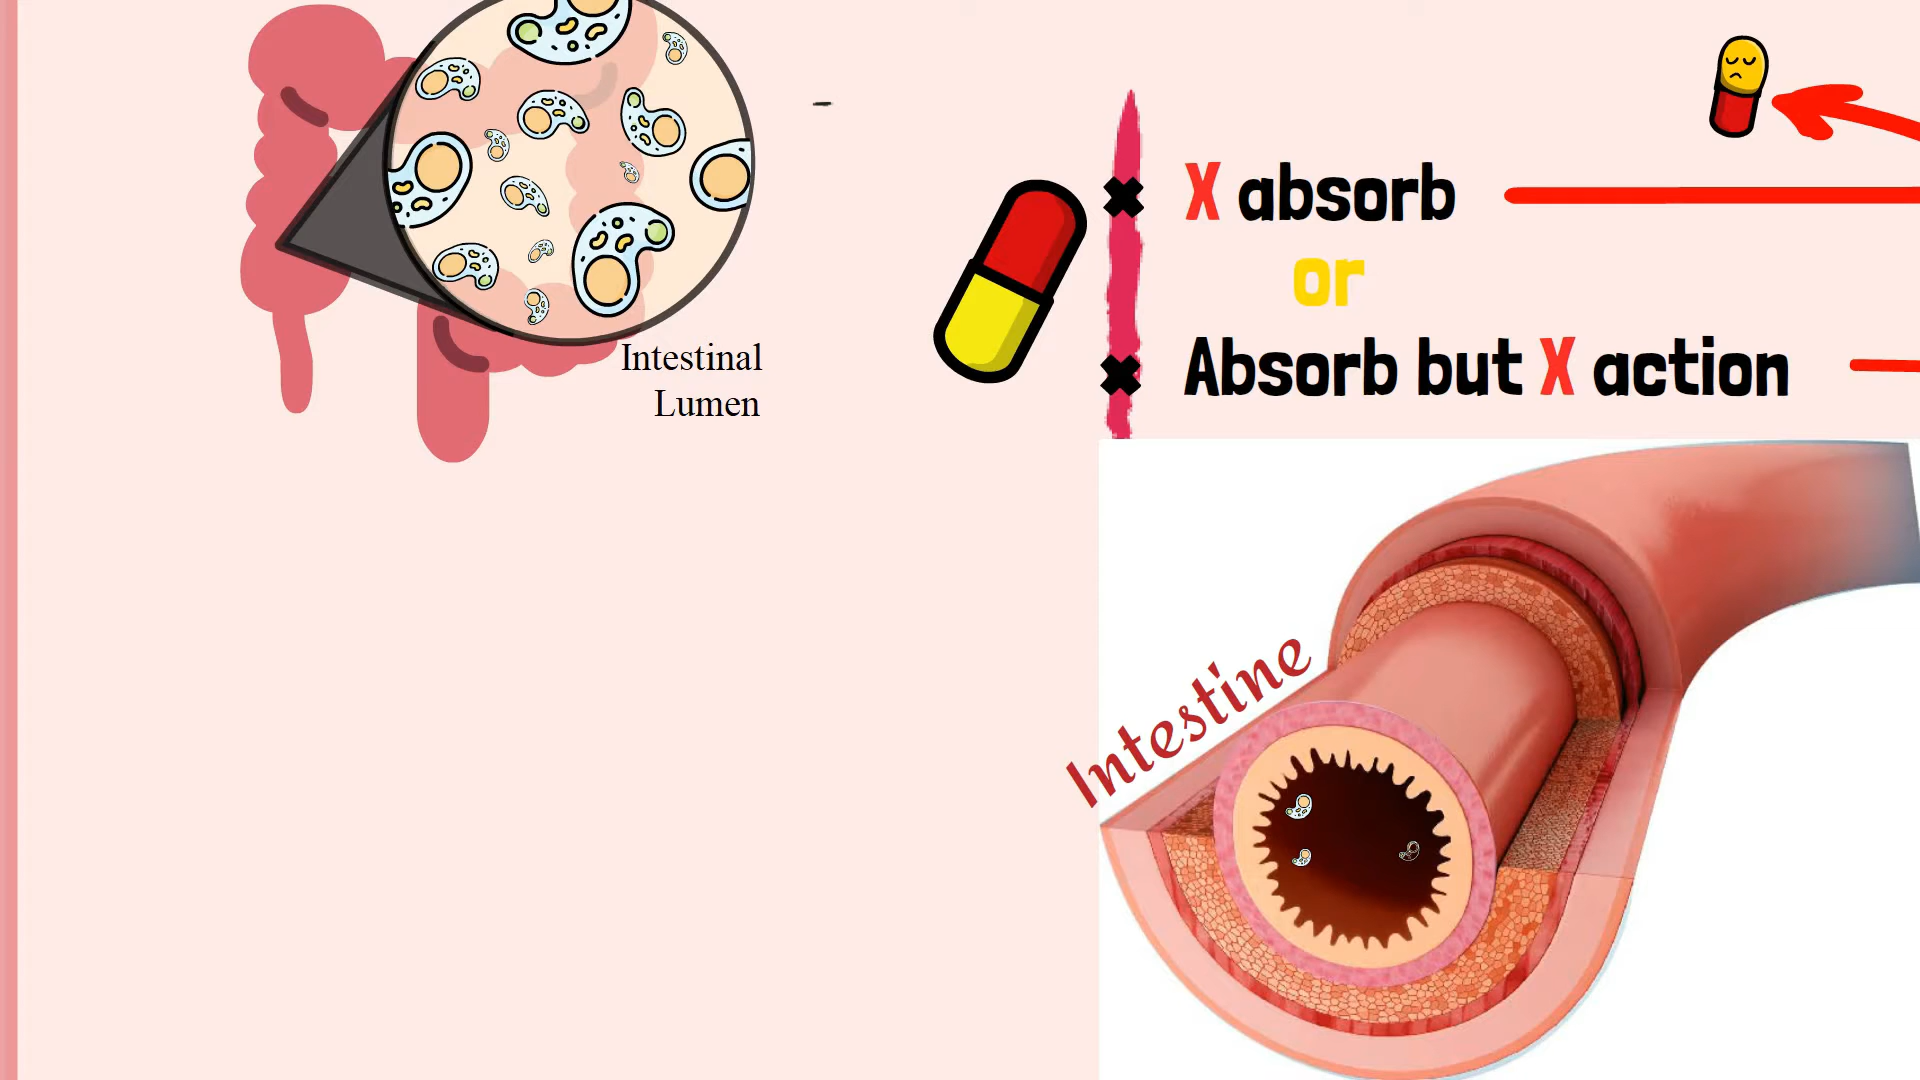 Intestinal
Lumen
X absorb
or
Absorb but X action
Intestine